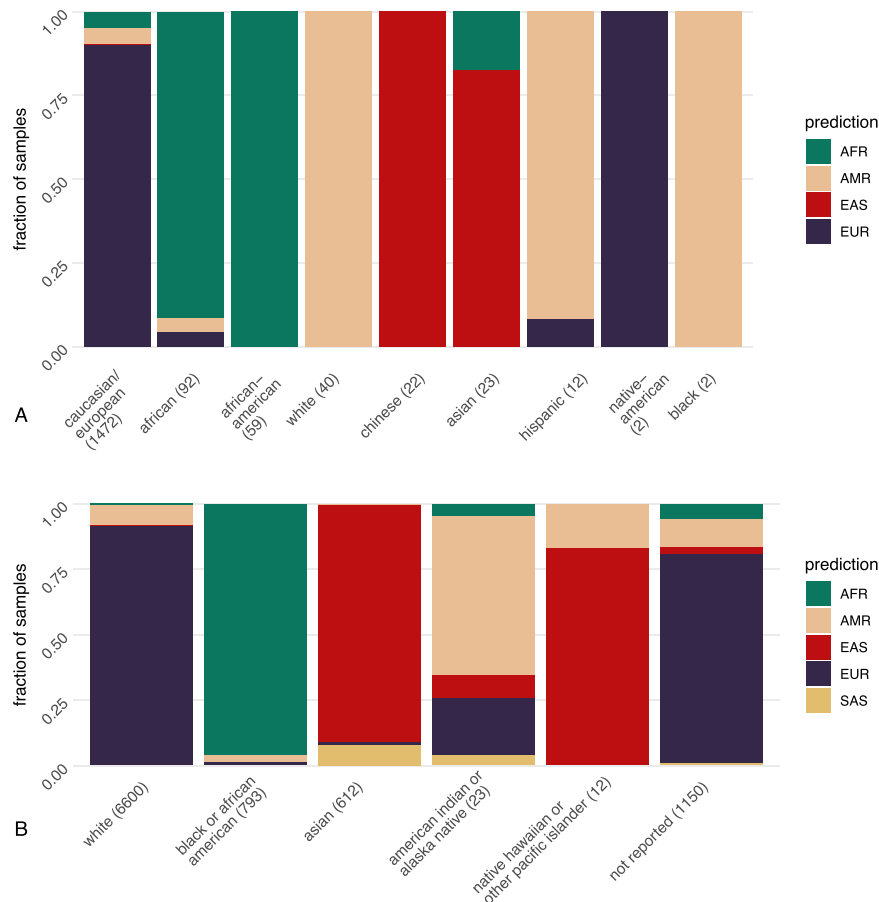 1.00
0.75
0.50
0.25
0.00
fraction of samples
caucasian/
european
(1472)
african (92)
african–
american
(59)
white (40)
chinese (22)
asian (23)
hispanic (12)
native–
american
(2)
black (2)
prediction
AFR
AMR
EAS
EUR
A
1.00
0.75
0.50
0.25
0.00
fraction of samples
white (6600)
black or african
american (793)
asian (612)
american indian or
alaska native (23)
native hawaiian or
other pacific islander (12)
not reported (1150)
prediction
AFR
AMR
EAS
EUR
SAS
B